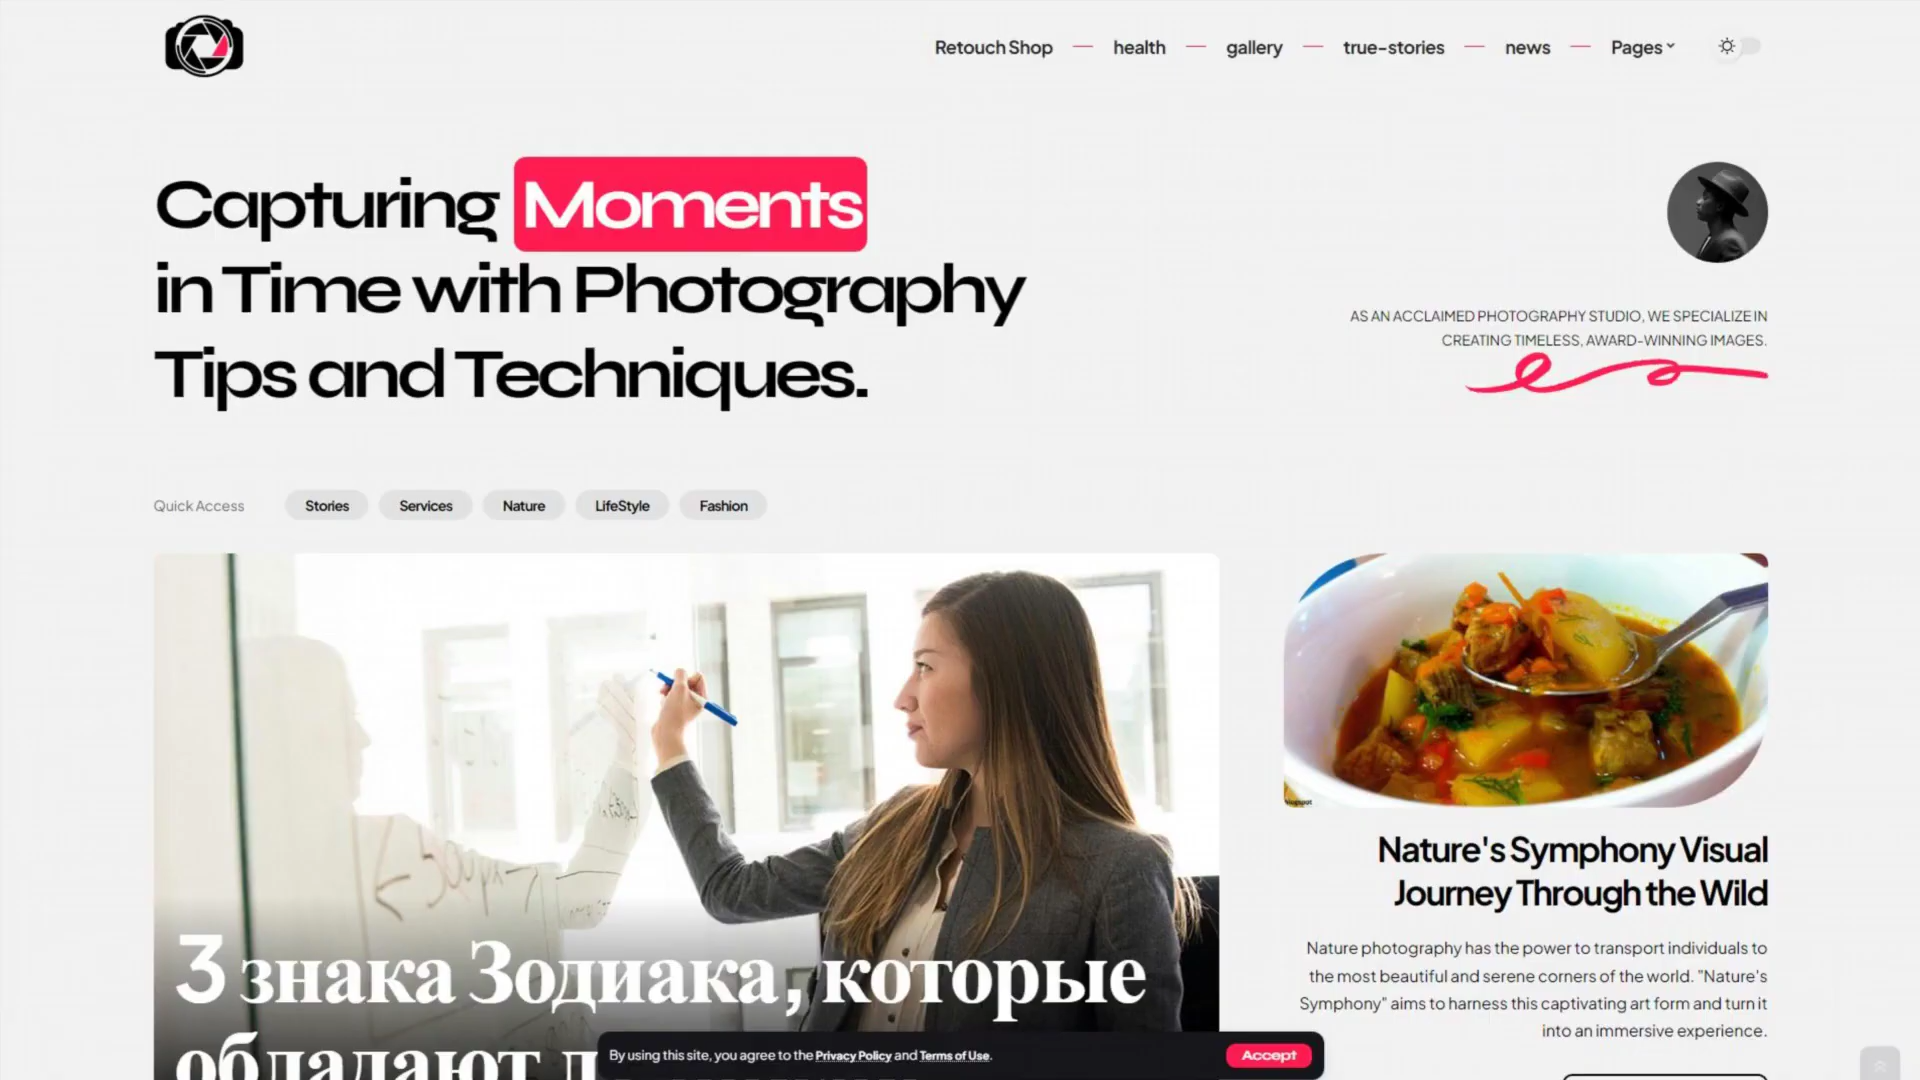 Retouch Shop — health — gallery — true-stories — news — Pages
Capturing Moments
in Time with Photography
Tips and Techniques.
AS AN ACCLAIMED PHOTOGRAPHY STUDIO, WE SPECIALIZE IN
CREATING TIMELESS, AWARD-WINNING IMAGES.
Quick Access Stories Services Nature LifeStyle Fashion
3 знака Зодиака, которые
обладают
Nature's Symphony Visual
Journey Through the Wild
Nature photography has the power to transport individuals to
the most beautiful and serene corners of the world. "Nature's
Symphony" aims to harness this captivating art form and turn it
into an immersive experience.
By using this site, you agree to the Privacy Policy and Terms of Use. Accept